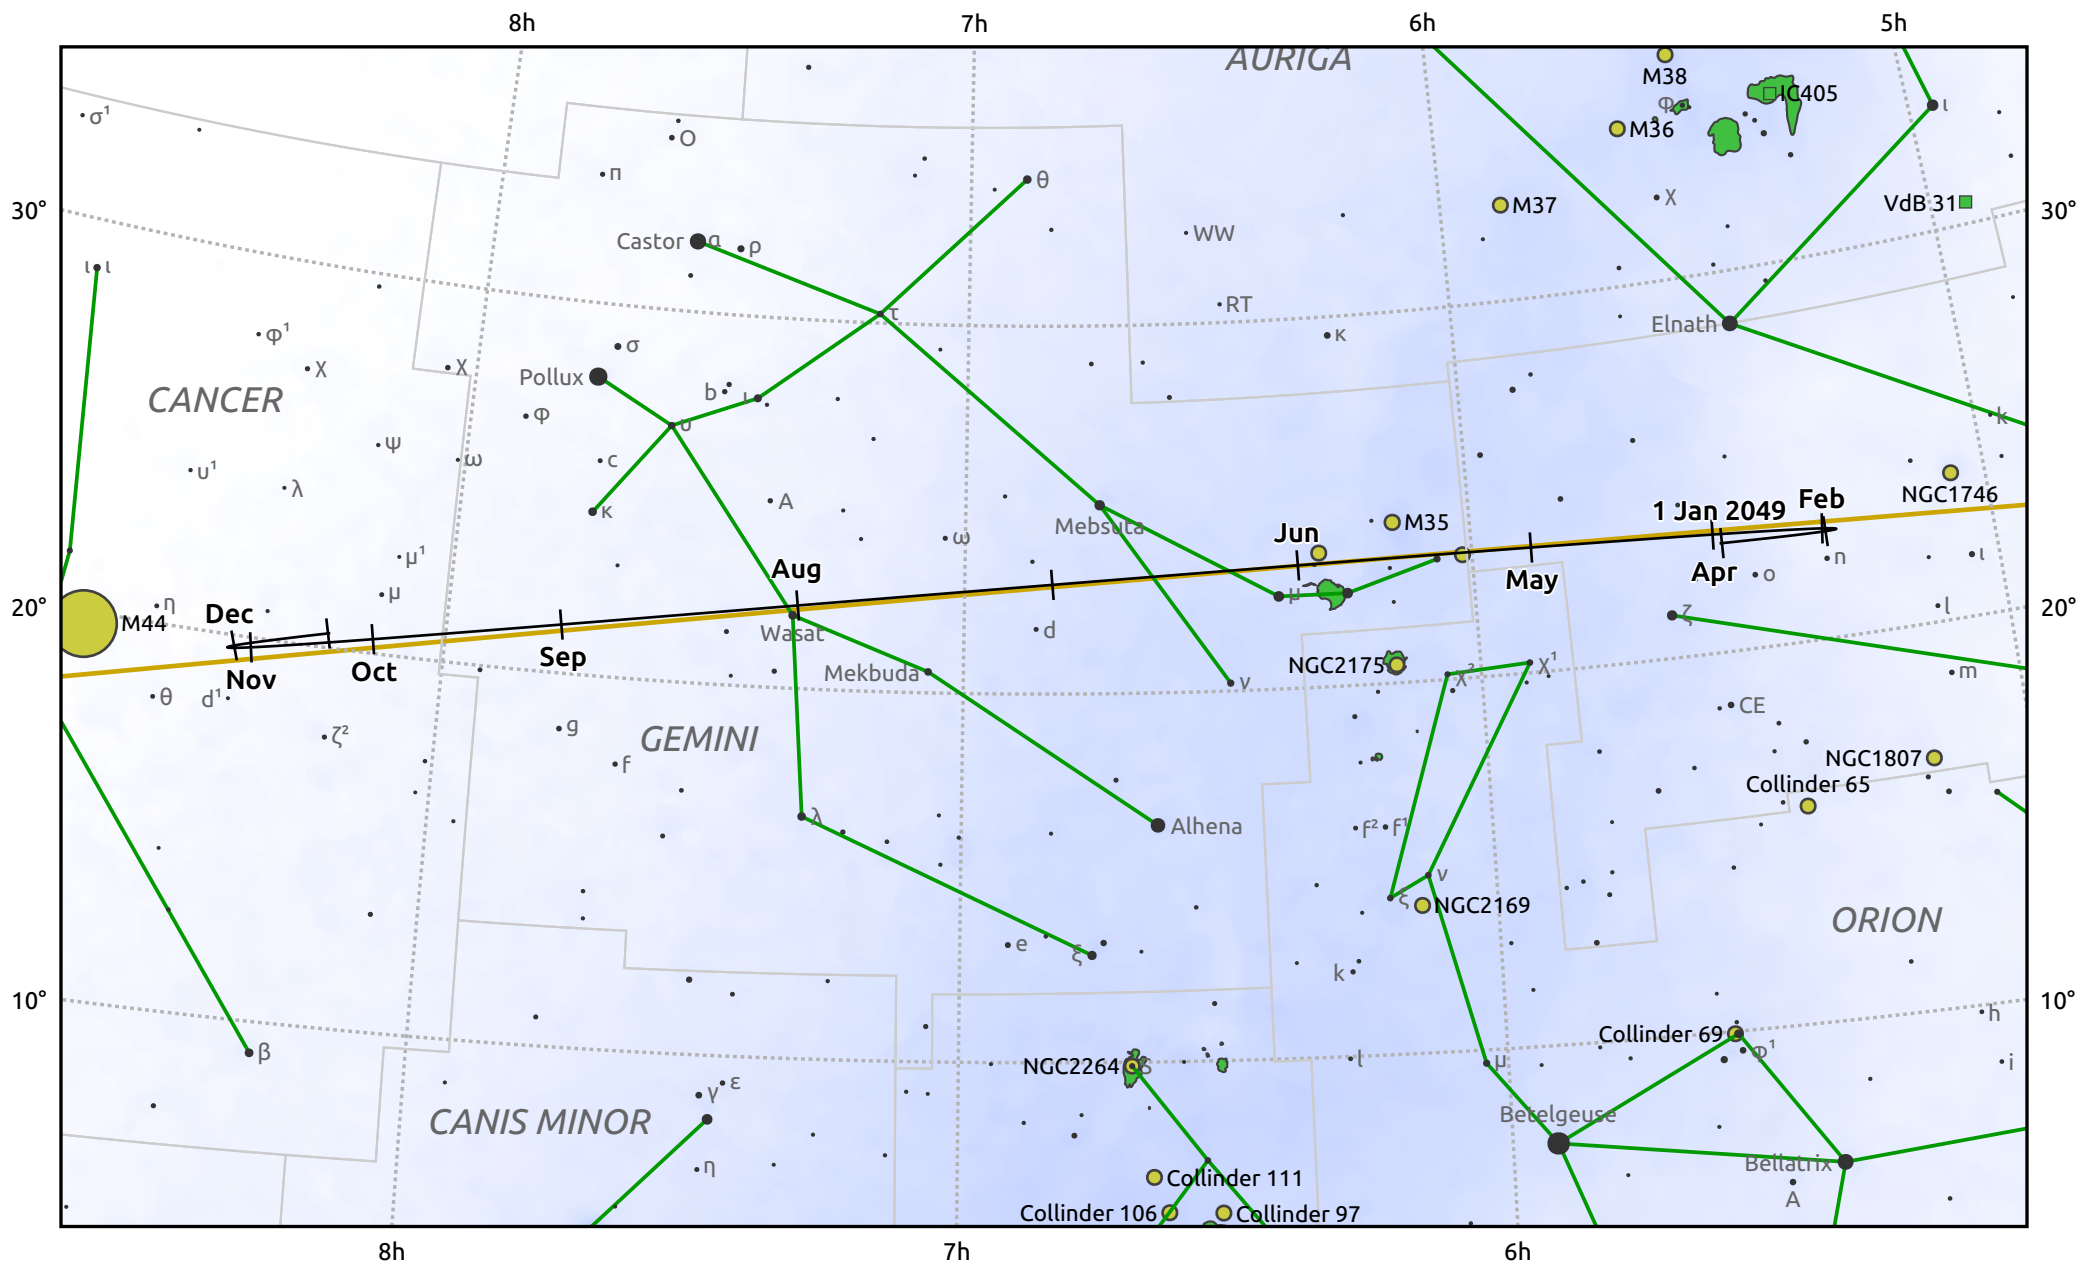 8h 7h 6h 5h
AURIGA
M38
IC405
φ
M36
ι
σ¹
ο
π
θ
χ
M37
VdB 31
30°
30°
WW
Castor α ρ
ι ι
RT
τ
κ
Elnath
φ¹
σ
χ
χ
Pollux
b
ι
CANCER
φ
υ
k
ψ
ω
c
υ¹
λ
A
NGC1746
κ
Mebsuta
M35
1 Jan 2049
Feb
Jun
ω
μ¹
Aug
May
Apr
n
ι
o
μ
μ
η
20°
20°
l
Dec
M44
ζ
d
Wasat
Sep
Oct
Nov
NGC2175
χ²
χ¹
Mekbuda
ν
m
θ
d¹
CE
g
ζ²
GEMINI
f
NGC1807
Collinder 65
λ
Alhena
f² f¹
ν
ξ
NGC2169
ORION
e
ξ
k
10°
10°
h
Collinder 69
φ¹
β
NGC2264
S
l
μ
i
γ ε
CANIS MINOR
Betelgeuse
η
Bellatrix
Collinder 111
A
Collinder 106
Collinder 97
8h 7h 6h